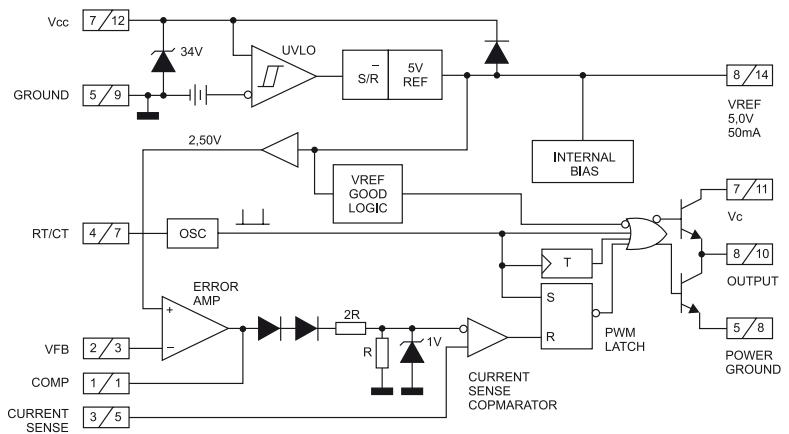 Vcc
7/12
34V
UVLO
S/R
5V
REF
8/14
GROUND
5/9
VREF
5,0V
50mA
2,50V
INTERNAL
BIAS
VREF
GOOD
LOGIC
7/11
Vc
RT/CT
4/7
OSC
8/10
T
OUTPUT
ERROR
AMP
S
+
2R
5/8
VFB
2/3
−
R
1V
R
PWM
LATCH
POWER
GROUND
COMP
1/1
CURRENT
SENSE
COPMARATOR
CURRENT
SENSE
3/5